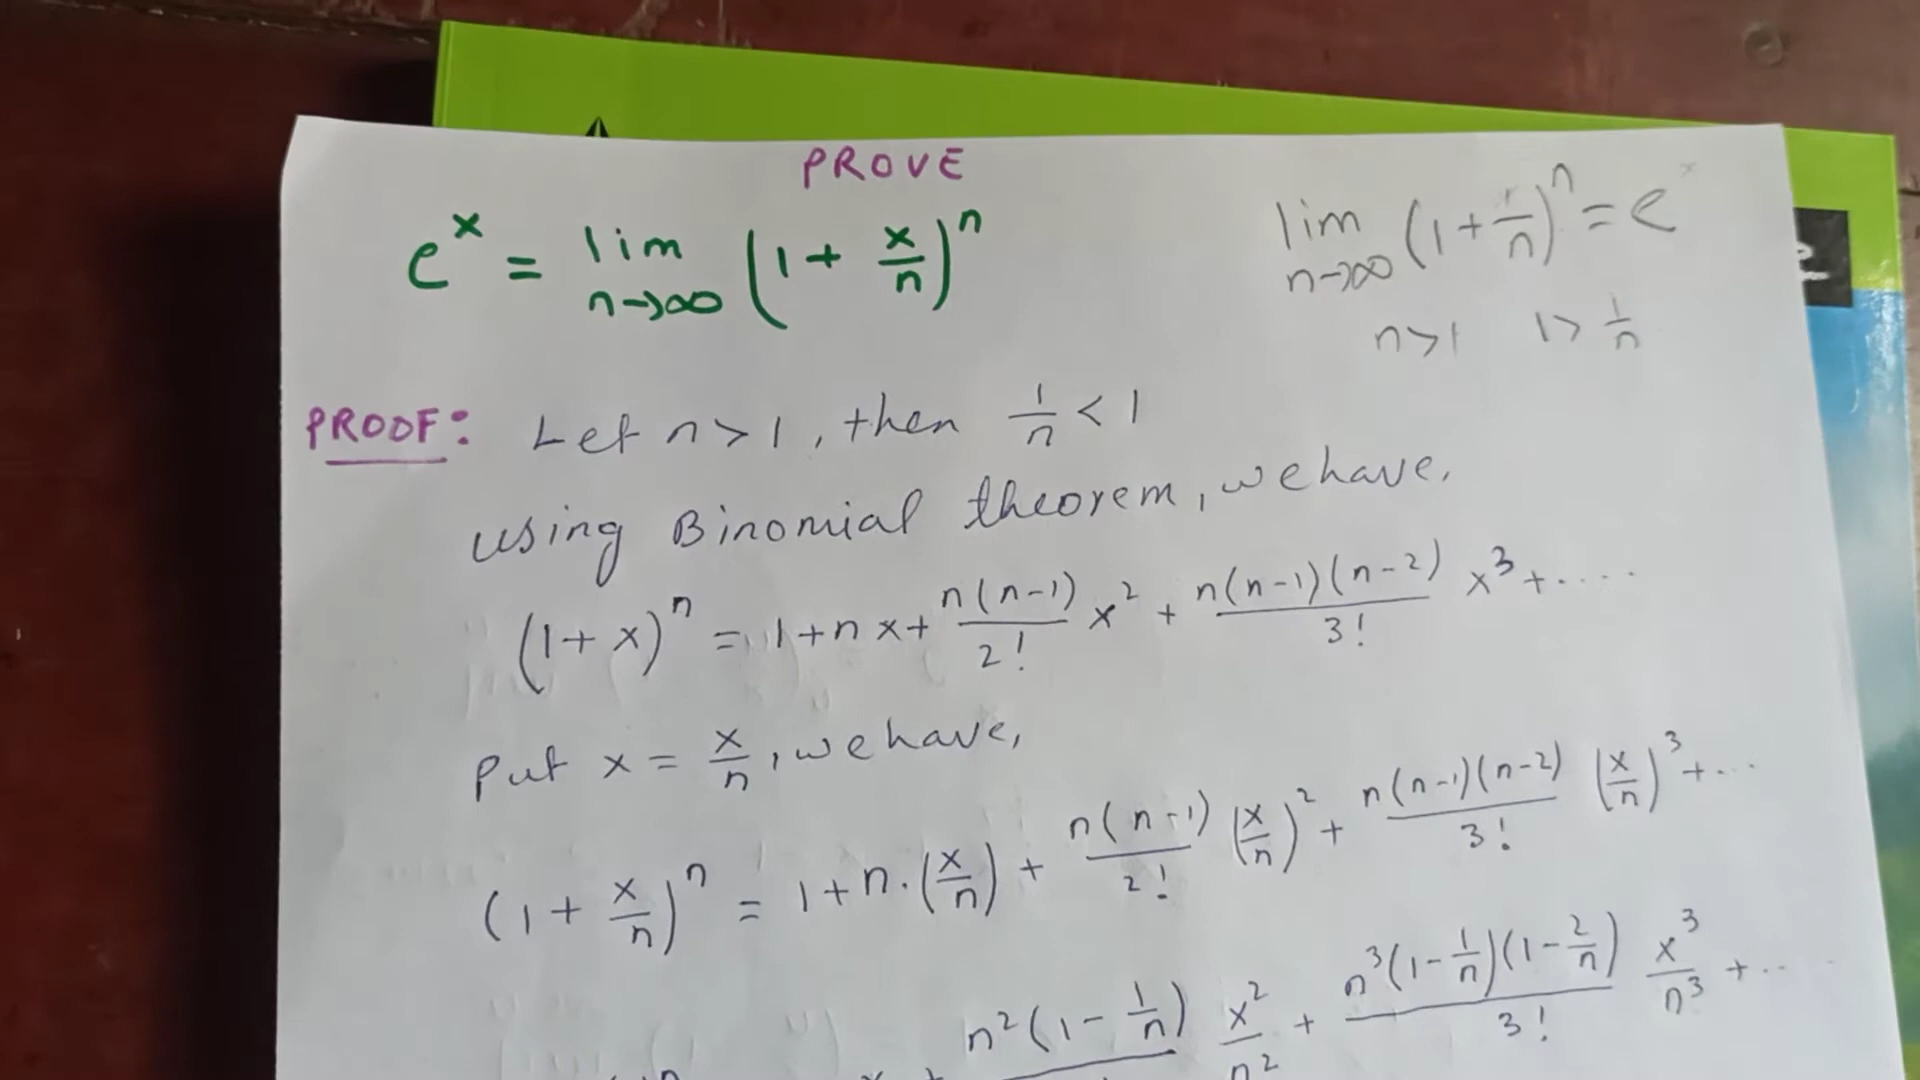 PROVE
e^x = lim n→∞ (1 + x/n)^n
lim n→∞ (1 + 1/n)^n = e
n>1 1> 1/n
PROOF: Let n>1, then 1/n < 1
using Binomial theorem, we have,
(1+x)^n = 1+nx+ n(n-1)/2! x^2 + n(n-1)(n-2)/3! x^3 + ....
Put x = x/n, we have,
(1 + x/n)^n = 1+n.(x/n) + n(n-1)/2! (x/n)^2 + n(n-1)(n-2)/3! (x/n)^3 + ...
n^2(1 - 1/n) x^2/n^2 + n^3(1 - 1/n)(1 - 2/n)/3! x^3/n^3 + ...